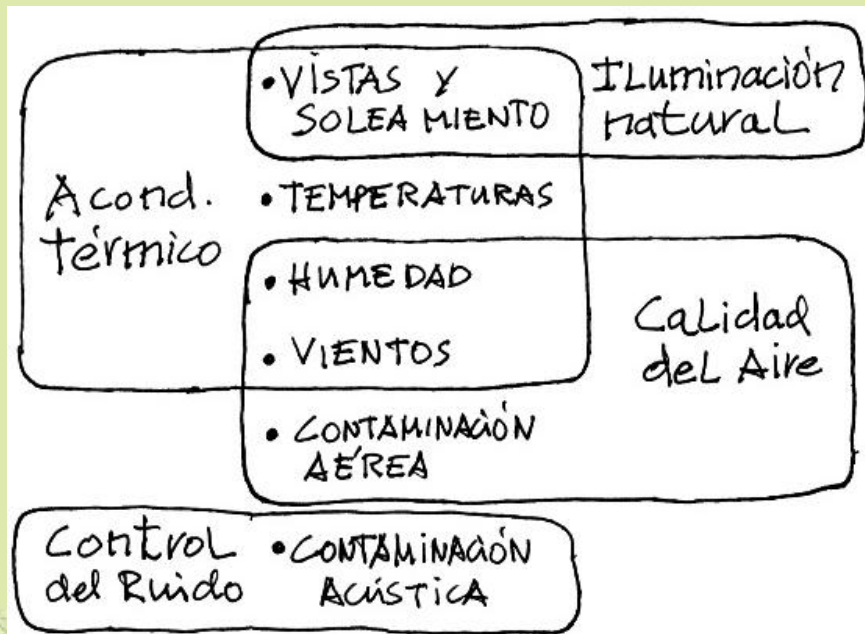 • VISTAS Y
SOLEAMIENTO
ILuminación
naturaL
Acond.
térmico
• TEMPERATURAS
• HUMEDAD
• VIENTOS
CaLidad
deL Aire
• CONTAMINACIÓN
AÉREA
ControL
del Ruido
• CONTAMINACIÓN
ACÚSTICA